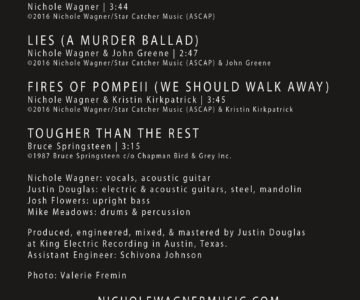 Nichole Wagner | 3:44
©2016 Nichole Wagner/Star Catcher Music (ASCAP)
LIES (A MURDER BALLAD)
Nichole Wagner & John Greene | 2:47
©2016 Nichole Wagner/Star Catcher Music (ASCAP) & John Greene
FIRES OF POMPEII (WE SHOULD WALK AWAY)
Nichole Wagner & Kristin Kirkpatrick | 3:45
©2016 Nichole Wagner/Star Catcher Music (ASCAP) & Kristin Kirkpatrick
TOUGHER THAN THE REST
Bruce Springsteen | 3:15
©1987 Bruce Springsteen c/o Chapman Bird & Grey Inc.
Nichole Wagner: vocals, acoustic guitar
Justin Douglas: electric & acoustic guitars, steel, mandolin
Josh Flowers: upright bass
Mike Meadows: drums & percussion
Produced, engineered, mixed, & mastered by Justin Douglas
at King Electric Recording in Austin, Texas.
Assistant Engineer: Schivona Johnson
Photo: Valerie Fremin
NICHOLEWAGNERMUSIC.COM